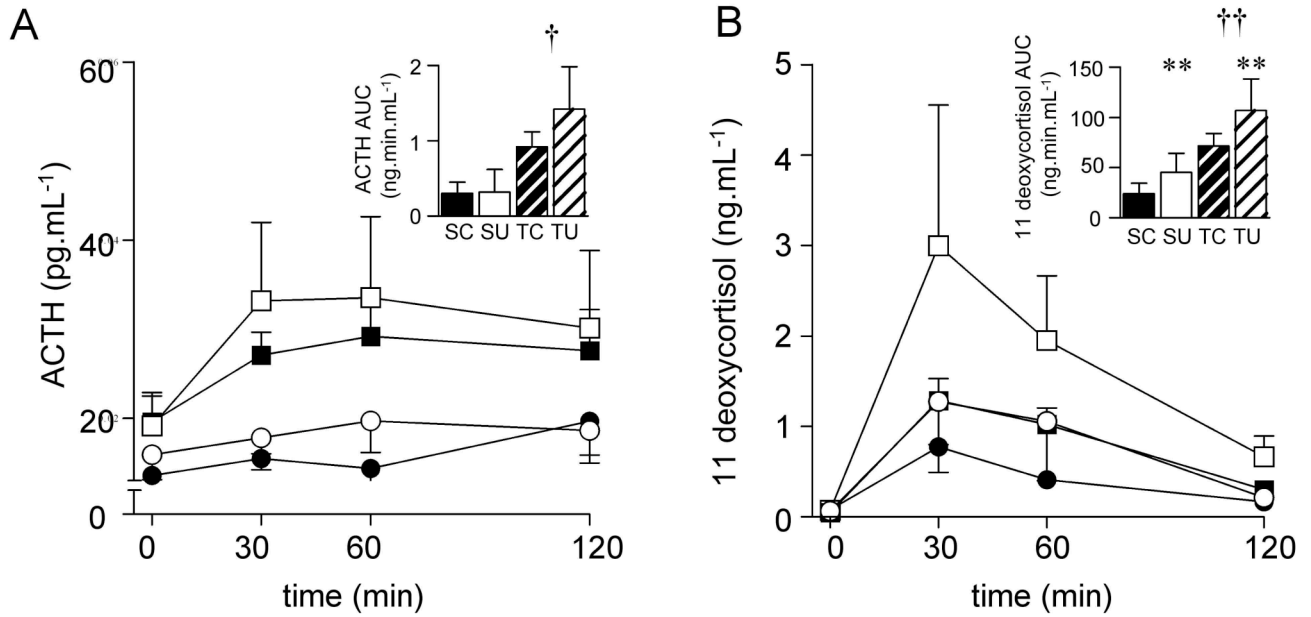 A
60
40
20
0
ACTH (pg.mL-1)
0
30
60
120
time (min)
†
2
1
0
ACTH AUC
(ng.min.mL-1)
SC SU TC TU
B
5
4
3
2
1
0
11 deoxycortisol (ng.mL-1)
0
30
60
120
time (min)
††
** **
150
100
50
0
11 deoxycortisol AUC
(ng.min.mL-1)
SC SU TC TU